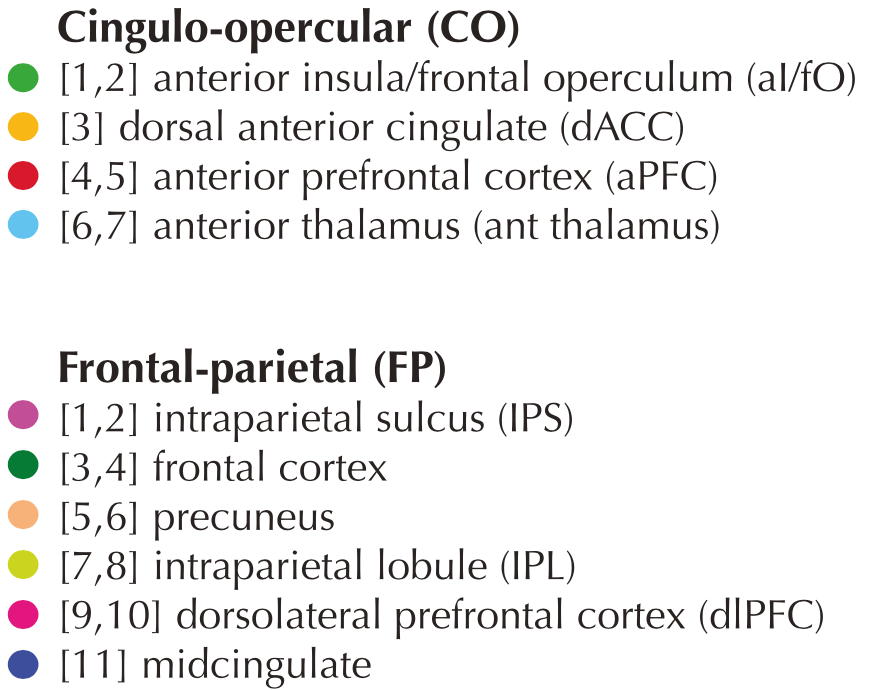 Cingulo-opercular (CO)
[1,2] anterior insula/frontal operculum (aI/fO)
[3] dorsal anterior cingulate (dACC)
[4,5] anterior prefrontal cortex (aPFC)
[6,7] anterior thalamus (ant thalamus)
Frontal-parietal (FP)
[1,2] intraparietal sulcus (IPS)
[3,4] frontal cortex
[5,6] precuneus
[7,8] intraparietal lobule (IPL)
[9,10] dorsolateral prefrontal cortex (dlPFC)
[11] midcingulate